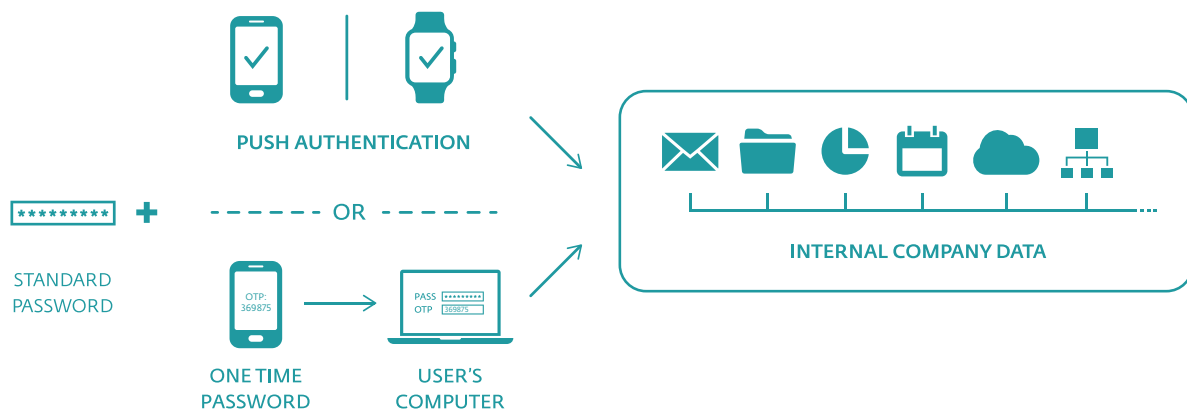 PUSH AUTHENTICATION
*********
OR
STANDARD
PASSWORD
OTP:
369875
PASS *********
OTP 369875
ONE TIME
PASSWORD
USER'S
COMPUTER
INTERNAL COMPANY DATA